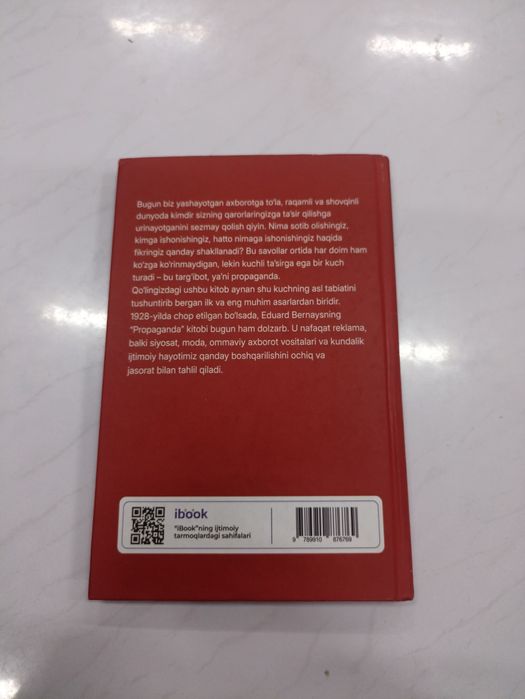 Bugun biz yashayotgan axborotga to'la, raqamli va shovqinli
dunyoda kimdir sizning qarorlaringizga ta'sir qilishga
urinayotganini sezmay qolish qiyin. Nima sotib olishingiz,
kimga ishonishingiz, hatto nimaga ishonishingiz haqida
fikringiz qanday shakllanadi? Bu savollar ortida har doim ham
ko'zga ko'rinmaydigan, lekin kuchli ta'sirga ega bir kuch
turadi – bu targ'ibot, ya'ni propaganda.
Qo'lingizdagi ushbu kitob aynan shu kuchning asl tabiatini
tushuntirib bergan ilk va eng muhim asarlardan biridir.
1928-yilda chop etilgan bo'lsada, Eduard Bernaysning
"Propaganda" kitobi bugun ham dolzarb. U nafaqat reklama,
balki siyosat, moda, ommaviy axborot vositalari va kundalik
ijtimoiy hayotimiz qanday boshqarilishini ochiq va
jasorat bilan tahlil qiladi.
ibook
"iBook"ning ijtimoiy
tarmoqlardagi sahifalari
9 789910 876769